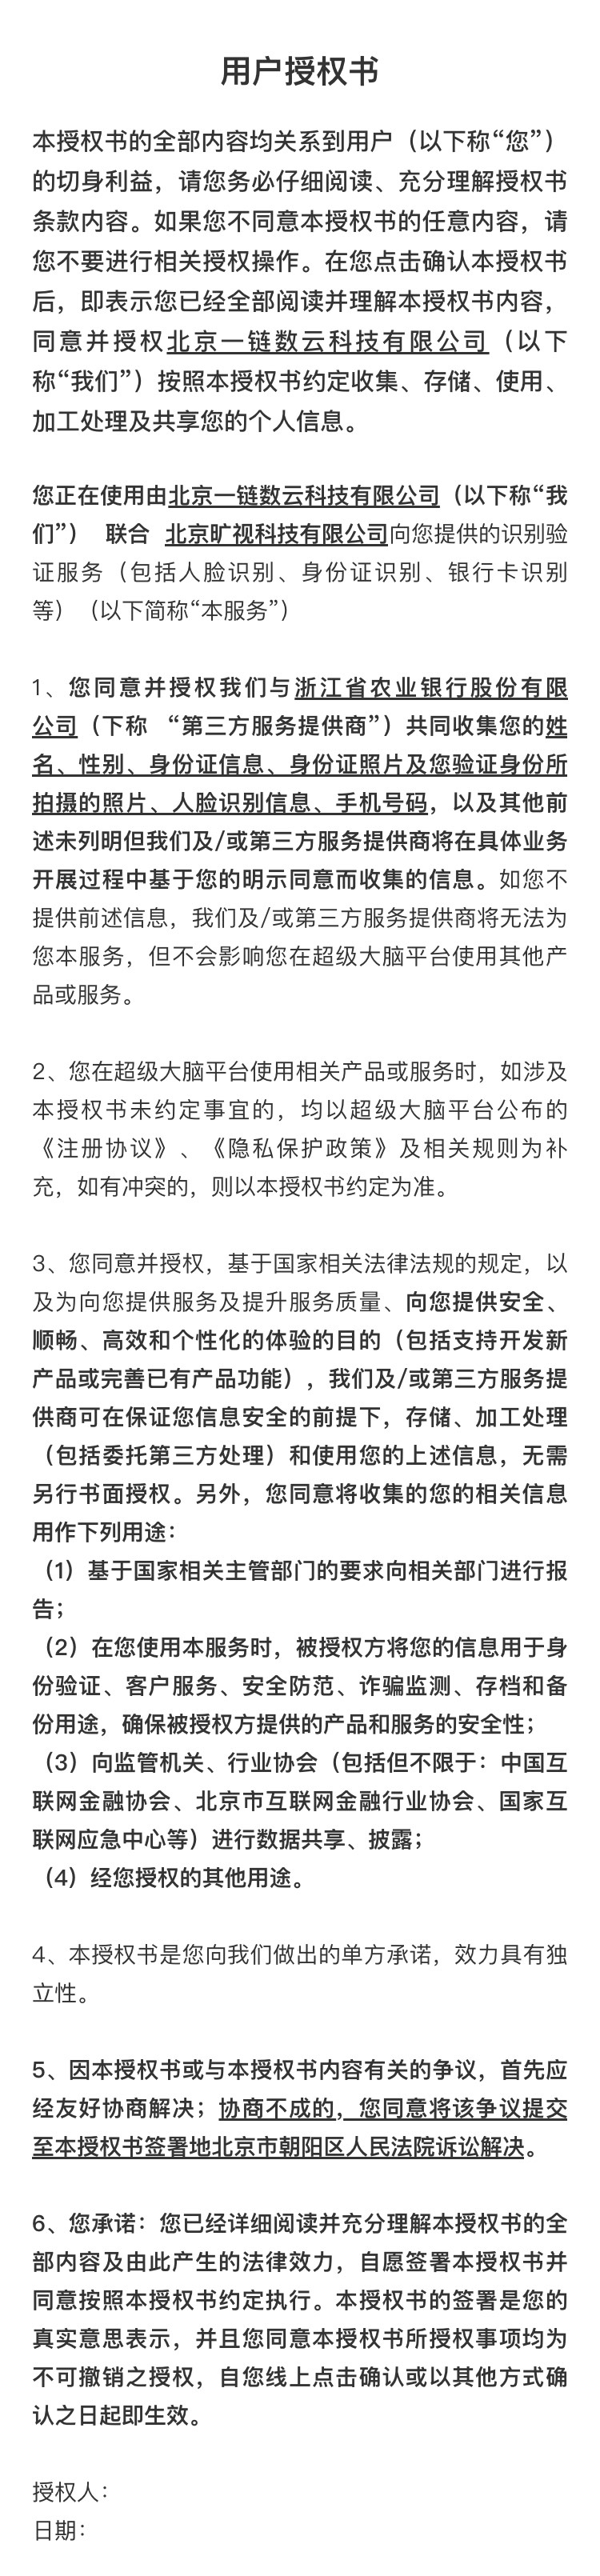 用户授权书
本授权书的全部内容均关系到用户（以下称“您”）
的切身利益，请您务必仔细阅读、充分理解授权书
条款内容。如果您不同意本授权书的任意内容，请
您不要进行相关授权操作。在您点击确认本授权书
后，即表示您已经全部阅读并理解本授权书内容，
同意并授权北京一链数云科技有限公司（以下
称“我们”）按照本授权书约定收集、存储、使用、
加工处理及共享您的个人信息。
您正在使用由北京一链数云科技有限公司（以下称“我
们”） 联合 北京旷视科技有限公司向您提供的识别验
证服务（包括人脸识别、身份证识别、银行卡识别
等）（以下简称“本服务”）
1、您同意并授权我们与浙江省农业银行股份有限
公司（下称 “第三方服务提供商”）共同收集您的姓
名、性别、身份证信息、身份证照片及您验证身份所
拍摄的照片、人脸识别信息、手机号码，以及其他前
述未列明但我们及/或第三方服务提供商将在具体业务
开展过程中基于您的明示同意而收集的信息。如您不
提供前述信息，我们及/或第三方服务提供商将无法为
您本服务，但不会影响您在超级大脑平台使用其他产
品或服务。
2、您在超级大脑平台使用相关产品或服务时，如涉及
本授权书未约定事宜的，均以超级大脑平台公布的
《注册协议》、《隐私保护政策》及相关规则为补
充，如有冲突的，则以本授权书约定为准。
3、您同意并授权，基于国家相关法律法规的规定，以
及为向您提供服务及提升服务质量、向您提供安全、
顺畅、高效和个性化的体验的目的（包括支持开发新
产品或完善已有产品功能），我们及/或第三方服务提
供商可在保证您信息安全的前提下，存储、加工处理
（包括委托第三方处理）和使用您的上述信息，无需
另行书面授权。另外，您同意将收集的您的相关信息
用作下列用途：
（1）基于国家相关主管部门的要求向相关部门进行报
告；
（2）在您使用本服务时，被授权方将您的信息用于身
份验证、客户服务、安全防范、诈骗监测、存档和备
份用途，确保被授权方提供的产品和服务的安全性；
（3）向监管机关、行业协会（包括但不限于：中国互
联网金融协会、北京市互联网金融行业协会、国家互
联网应急中心等）进行数据共享、披露；
（4）经您授权的其他用途。
4、本授权书是您向我们做出的单方承诺，效力具有独
立性。
5、因本授权书或与本授权书内容有关的争议，首先应
经友好协商解决；协商不成的，您同意将该争议提交
至本授权书签署地北京市朝阳区人民法院诉讼解决。
6、您承诺：您已经详细阅读并充分理解本授权书的全
部内容及由此产生的法律效力，自愿签署本授权书并
同意按照本授权书约定执行。本授权书的签署是您的
真实意思表示，并且您同意本授权书所授权事项均为
不可撤销之授权，自您线上点击确认或以其他方式确
认之日起即生效。
授权人：
日期：